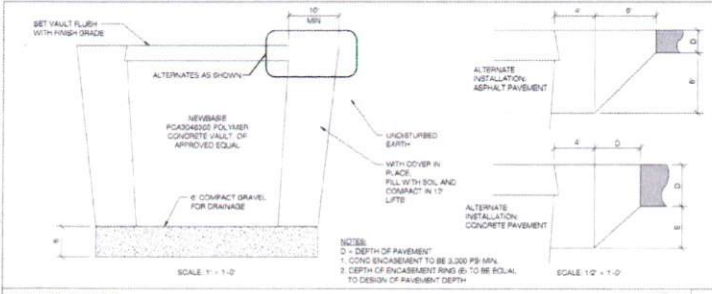 SET VAULT FLUSH
WITH FINISH GRADE
10"
MIN
ALTERNATES AS SHOWN
NEWBASIS
POLYMER
CONCRETE VAULT, OF
APPROVED EQUAL
6" COMPACT GRAVEL
FOR DRAINAGE
UNDISTURBED
EARTH
WITH COVER IN
PLACE,
FILL WITH SOIL AND
COMPACT IN 12"
LIFTS
SCALE: 1" = 1'-0"
NOTES:
D = DEPTH OF PAVEMENT
1. CONC ENCASEMENT TO BE 3,000 PSI MIN.
2. DEPTH OF ENCASEMENT RING (E) TO BE EQUAL
TO DESIGN OF PAVEMENT DEPTH
4"
D
ALTERNATE
INSTALLATION:
ASPHALT PAVEMENT
4"
D
D
E
ALTERNATE
INSTALLATION:
CONCRETE PAVEMENT
SCALE: 1/2" = 1'-0"